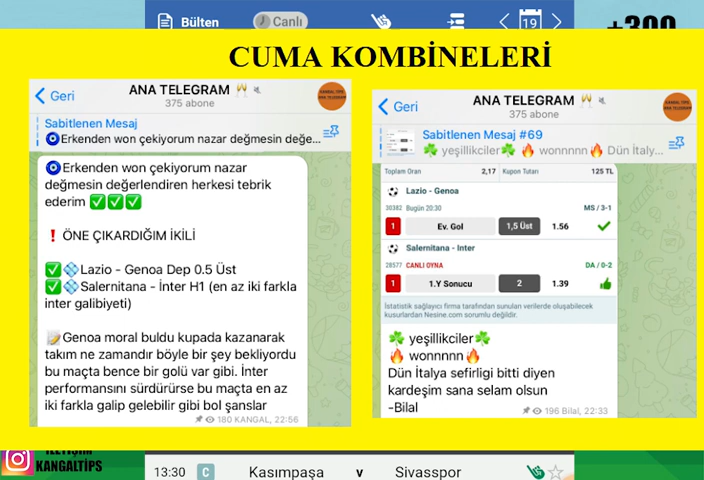 Bülten
Canlı
19
+300
CUMA KOMBİNELERİ
Geri
ANA TELEGRAM 🥂
375 abone
Sabitlenen Mesaj
🧿Erkenden won çekiyorum nazar değmesin değe...
🧿Erkenden won çekiyorum nazar
değmesin değerlendiren herkesi tebrik
ederim ✅✅✅
❗ ÖNE ÇIKARDIĞIM İKİLİ
✅💠Lazio - Genoa Dep 0.5 Üst
✅💠Salernitana - İnter H1 (en az iki farkla
inter galibiyeti)
📝Genoa moral buldu kupada kazanarak
takım ne zamandır böyle bir şey bekliyordu
bu maçta bence bir golü var gibi. İnter
performansını sürdürürse bu maçta en az
iki farkla galip gelebilir gibi bol şanslar
180 KANGAL, 22:56
Geri
ANA TELEGRAM 🥂
375 abone
Sabitlenen Mesaj #69
☘️ yeşillikciler☘️ 🔥 wonnnnn 🔥 Dün İtaly...
Toplam Oran 2,17 Kupon Tutarı 125 TL
Lazio - Genoa
30382 Bugün 20:30 MS / 3-1
1 Ev. Gol 1,5 Üst 1.56
Salernitana - Inter
28577 CANLI OYNA DA / 0-2
1 1.Y Sonucu 2 1.39
İstatistik sağlayıcı firma tarafından sunulan verilerde oluşabilecek
kusurlardan Nesine.com sorumlu değildir.
☘️ yeşillikciler☘️
🔥 wonnnnn 🔥
Dün İtalya sefirliği bitti diyen
kardeşim sana selam olsun
-Bilal
196 Bilal, 22:33
İLETİŞİM
KANGALTİPS
13:30 C Kasımpaşa v Sivasspor